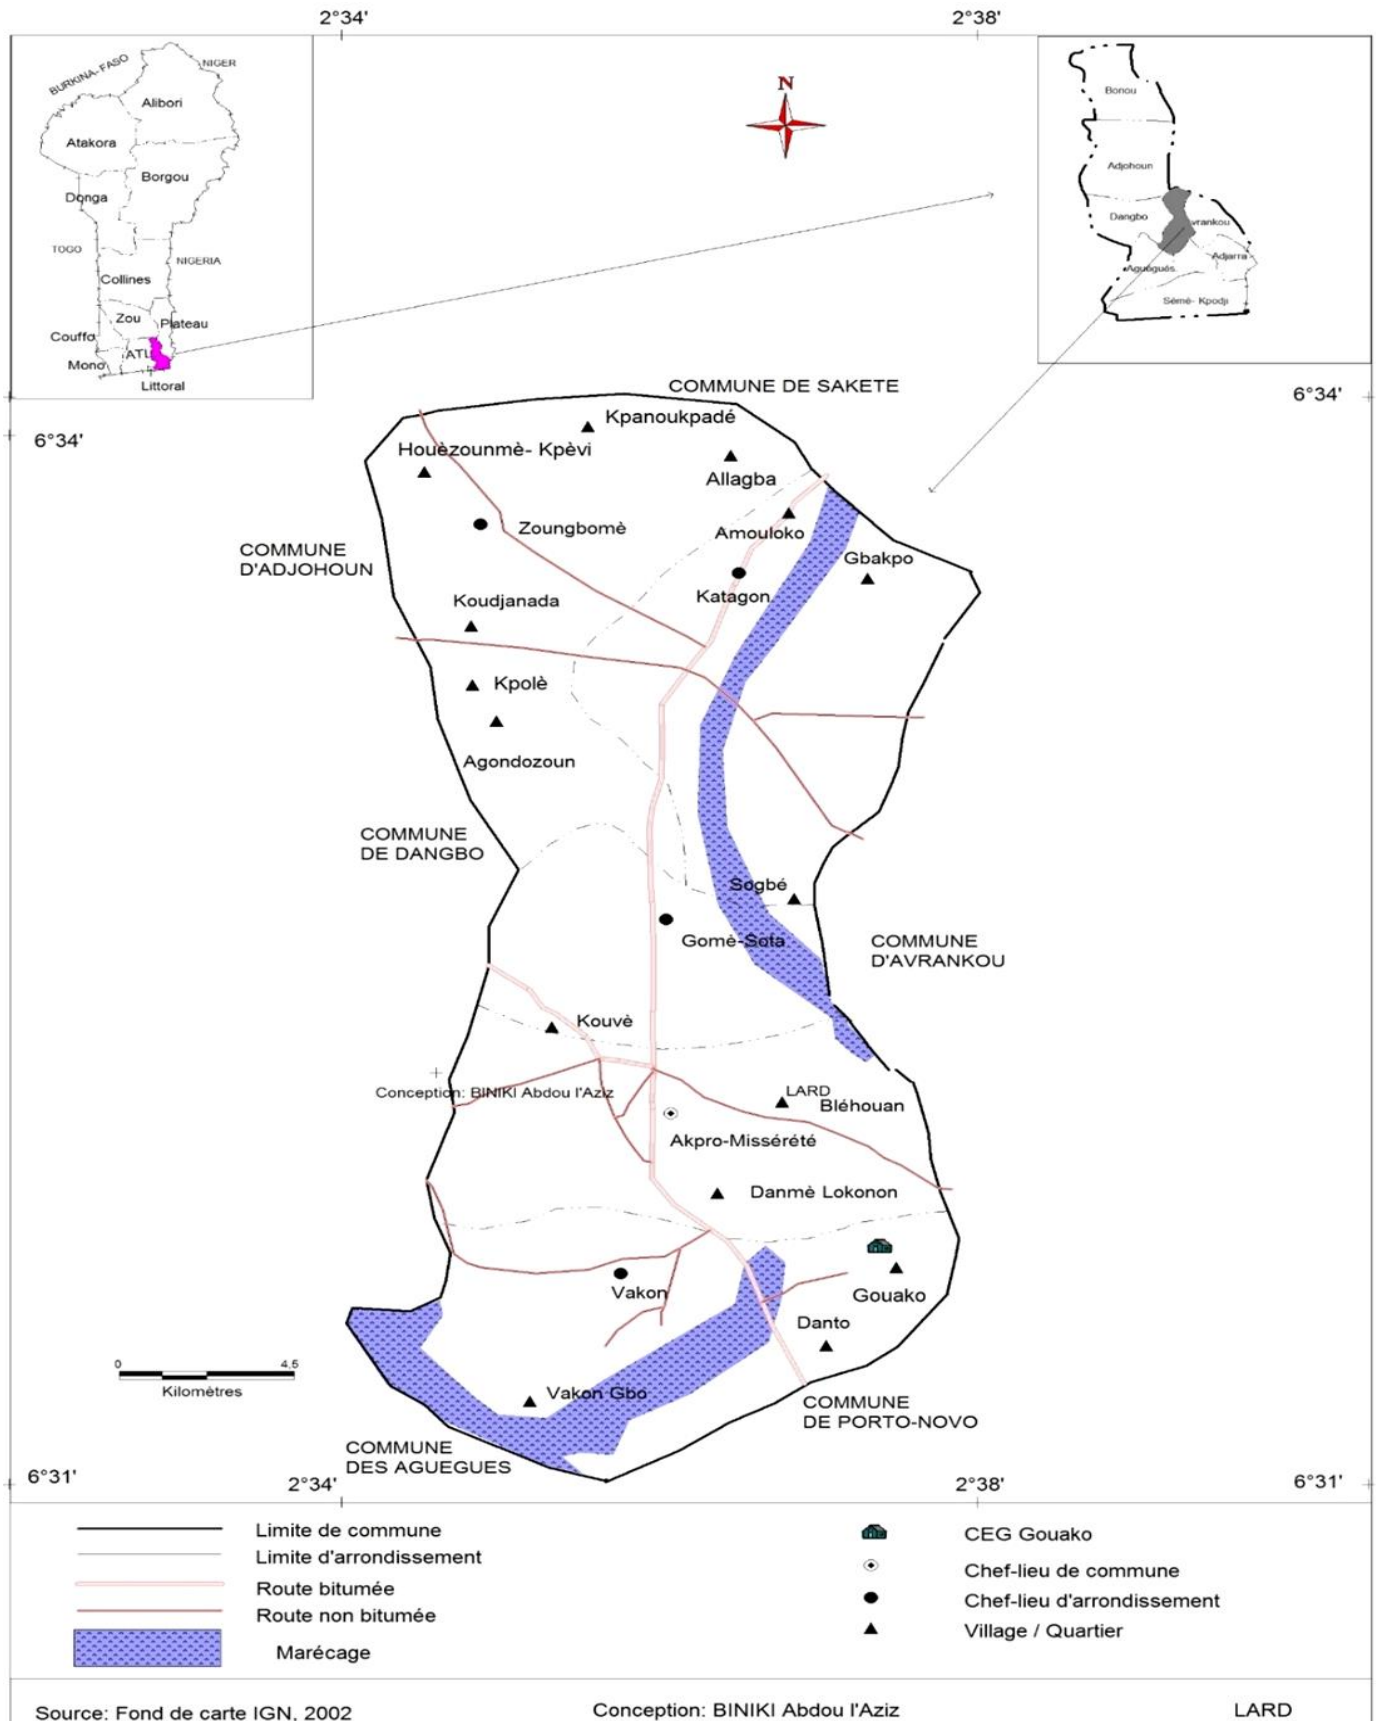 2°34'
2°38'
BURKINA- FASO
NIGER
Alibori
Atakora
Borgou
Donga
TOGO
NIGERIA
Collines
Zou
Plateau
Couffo
ATL
Mono
Littoral
N
Bonou
Adjohoun
Dangbo
vrankou
Adjarra
Aguégués
Sèmè- Kpodji
6°34'
6°34'
COMMUNE DE SAKETE
Kpanoukpadé
Houèzounmè- Kpèvi
Allagba
Zoungbomè
Amouloko
COMMUNE
D'ADJOHOUN
Gbakpo
Katagon
Koudjanada
Kpolè
Agondozoun
COMMUNE
DE DANGBO
Sogbé
Gomè-Sota
COMMUNE
D'AVRANKOU
Kouvè
Conception: BINIKI Abdou l'Aziz
LARD
Bléhouan
Akpro-Missérété
Danmè Lokonon
Vakon
Gouako
Danto
0
4.5
Kilomètres
Vakon Gbo
COMMUNE
DE PORTO-NOVO
COMMUNE
DES AGUEGUES
6°31'
2°34'
2°38'
6°31'
Limite de commune
Limite d'arrondissement
Route bitumée
Route non bitumée
Marécage
CEG Gouako
Chef-lieu de commune
Chef-lieu d'arrondissement
Village / Quartier
Source: Fond de carte IGN, 2002
Conception: BINIKI Abdou l'Aziz
LARD